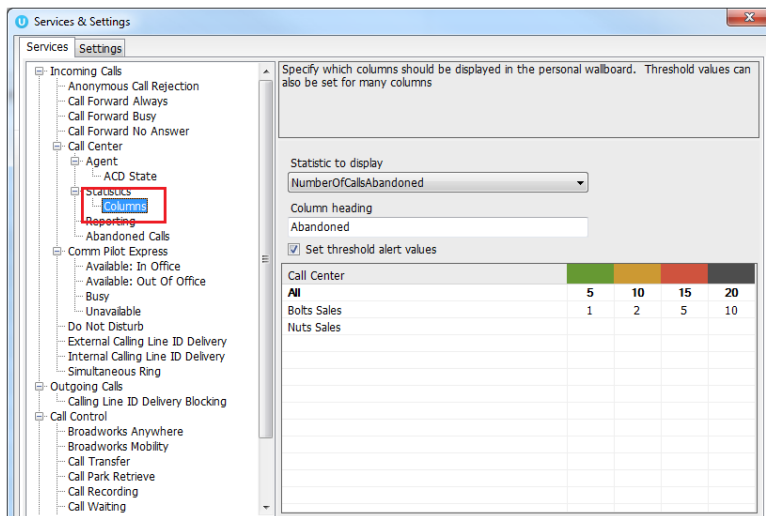 Services & Settings
Services Settings
Incoming Calls
Anonymous Call Rejection
Call Forward Always
Call Forward Busy
Call Forward No Answer
Call Center
Agent
ACD State
Statistics
Columns
Reporting
Abandoned Calls
Comm Pilot Express
Available: In Office
Available: Out Of Office
Busy
Unavailable
Do Not Disturb
External Calling Line ID Delivery
Internal Calling Line ID Delivery
Simultaneous Ring
Outgoing Calls
Calling Line ID Delivery Blocking
Call Control
Broadworks Anywhere
Broadworks Mobility
Call Transfer
Call Park Retrieve
Call Recording
Call Waiting
Specify which columns should be displayed in the personal wallboard. Threshold values can
also be set for many columns
Statistic to display
NumberOfCallsAbandoned
Column heading
Abandoned
Set threshold alert values
Call Center
All 5 10 15 20
Bolts Sales 1 2 5 10
Nuts Sales